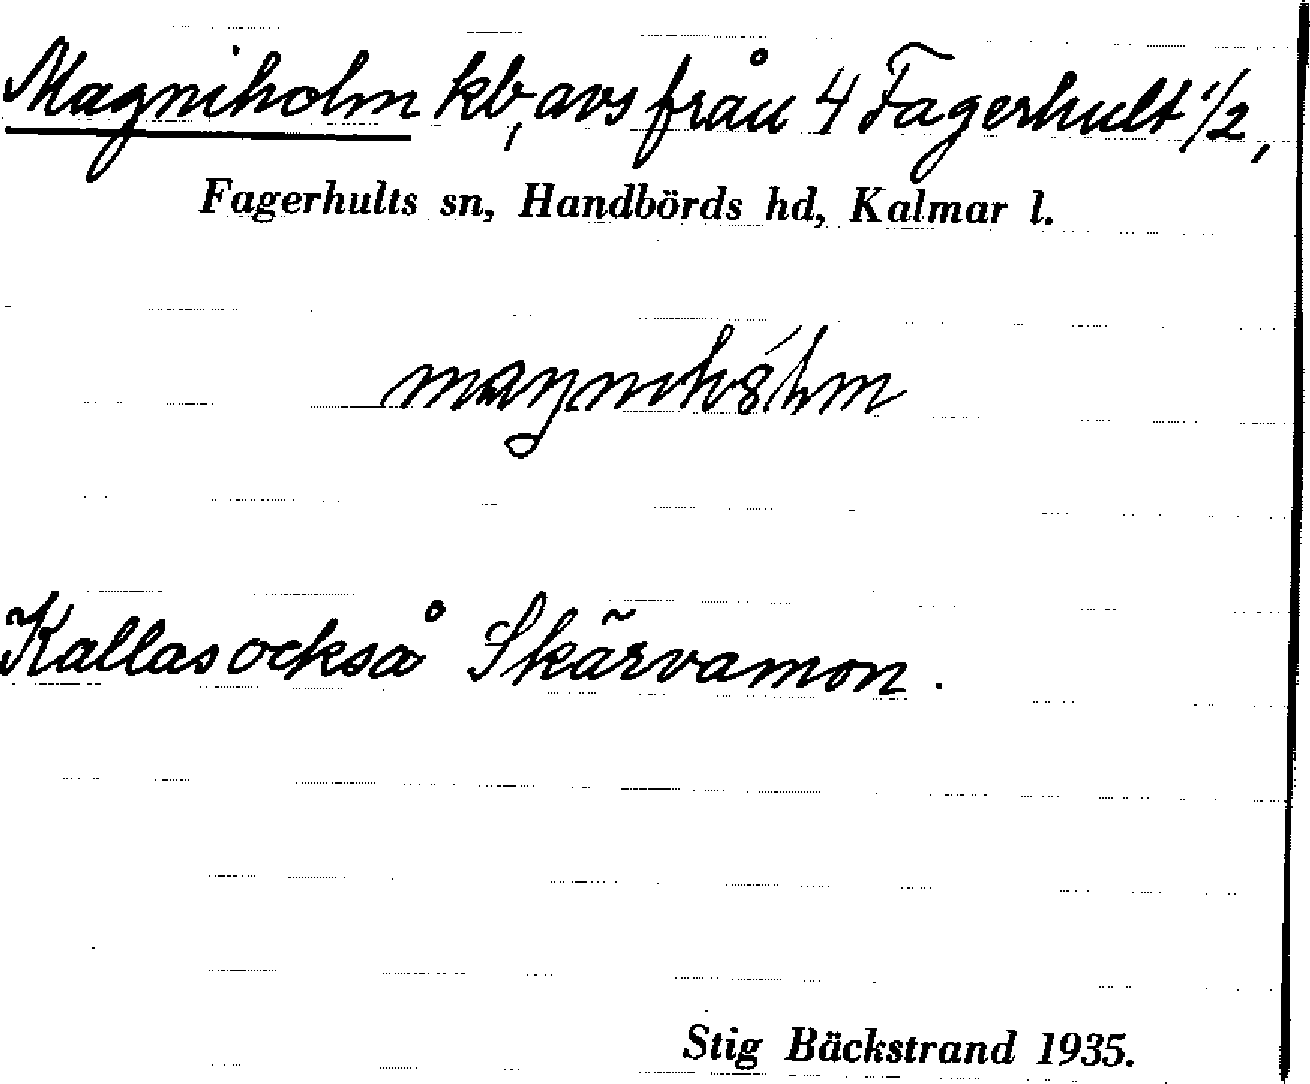 Magniholm kb, avs från 4 Fagerhult 1/2,
Fagerhults sn, Handbörds hd, Kalmar l.
Kallas också Skärvamon.
Stig Bäckstrand 1935.